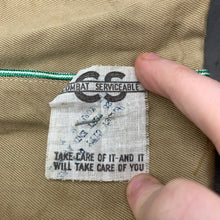 CS
COMBAT SERVICEABLE
TAKE CARE OF IT-AND IT
WILL TAKE CARE OF YOU